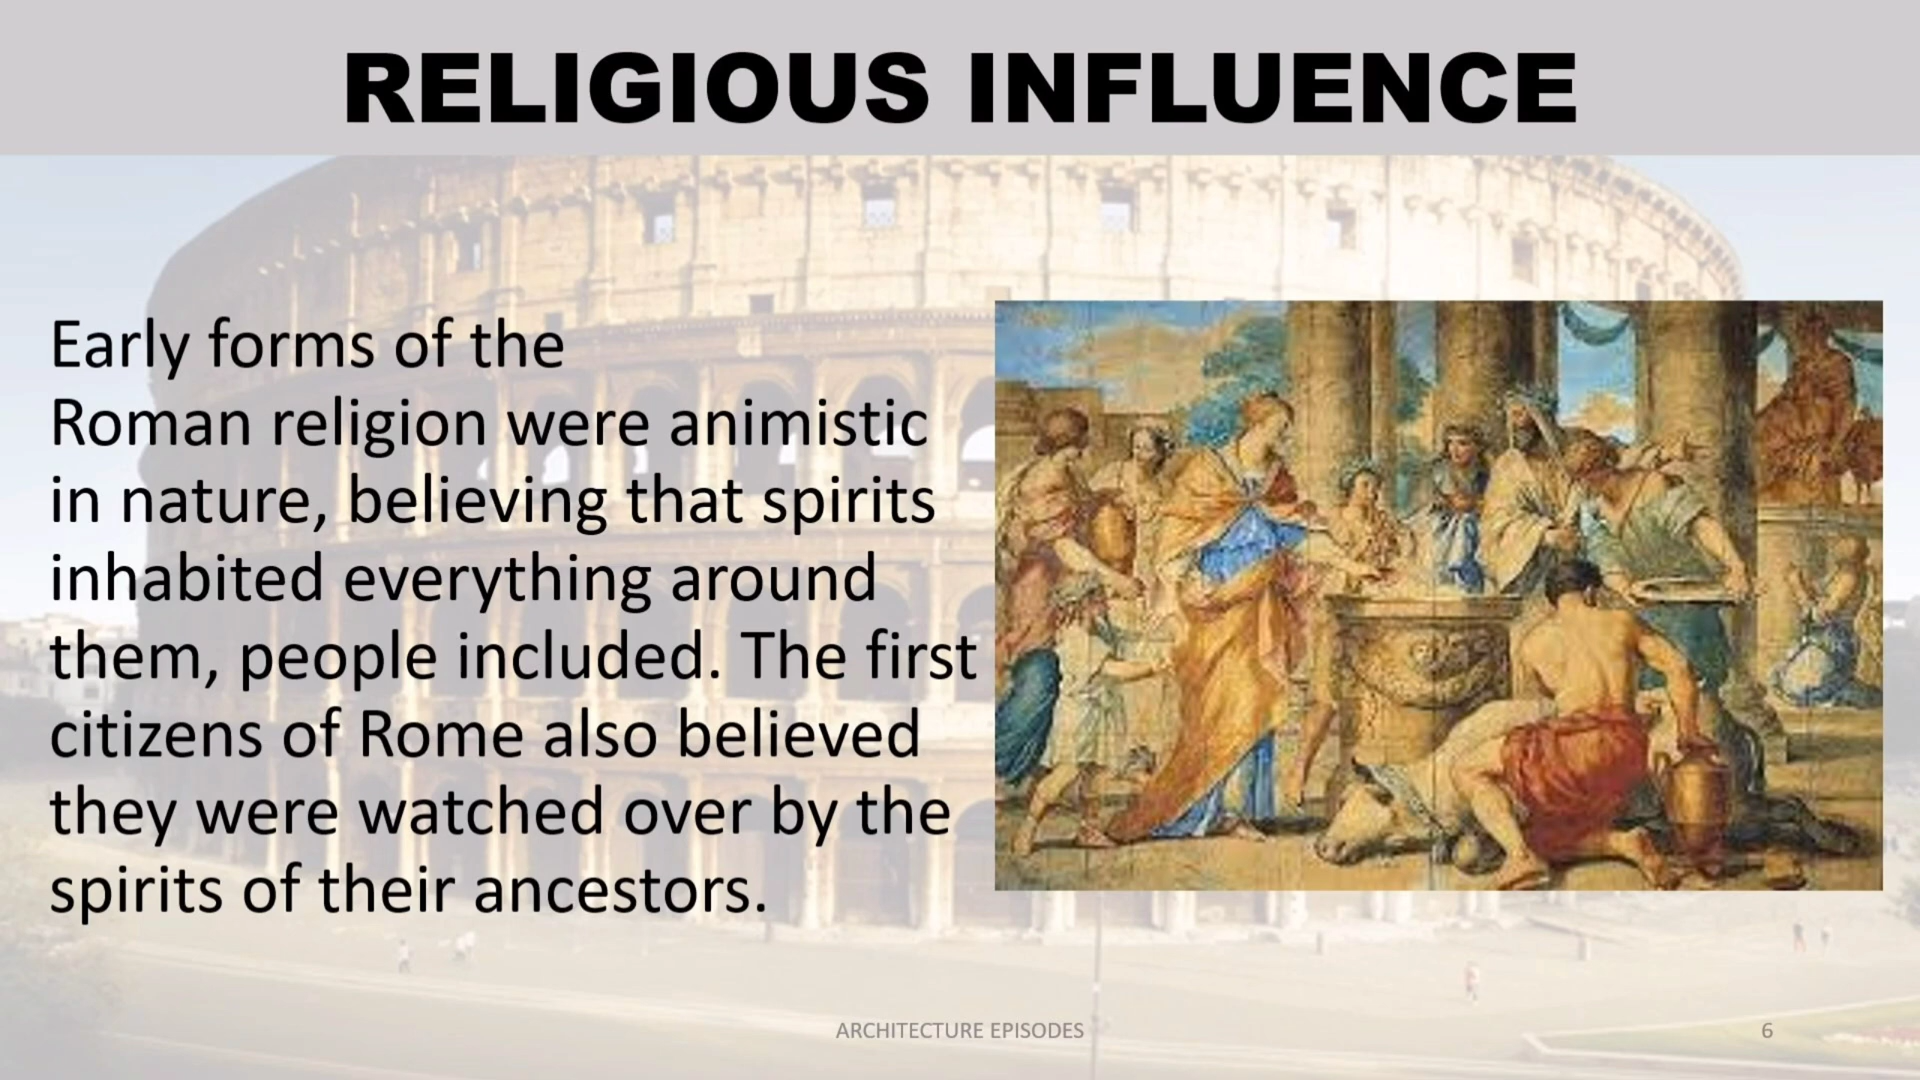 RELIGIOUS INFLUENCE
Early forms of the
Roman religion were animistic
in nature, believing that spirits
inhabited everything around
them, people included. The first
citizens of Rome also believed
they were watched over by the
spirits of their ancestors.
ARCHITECTURE EPISODES
6